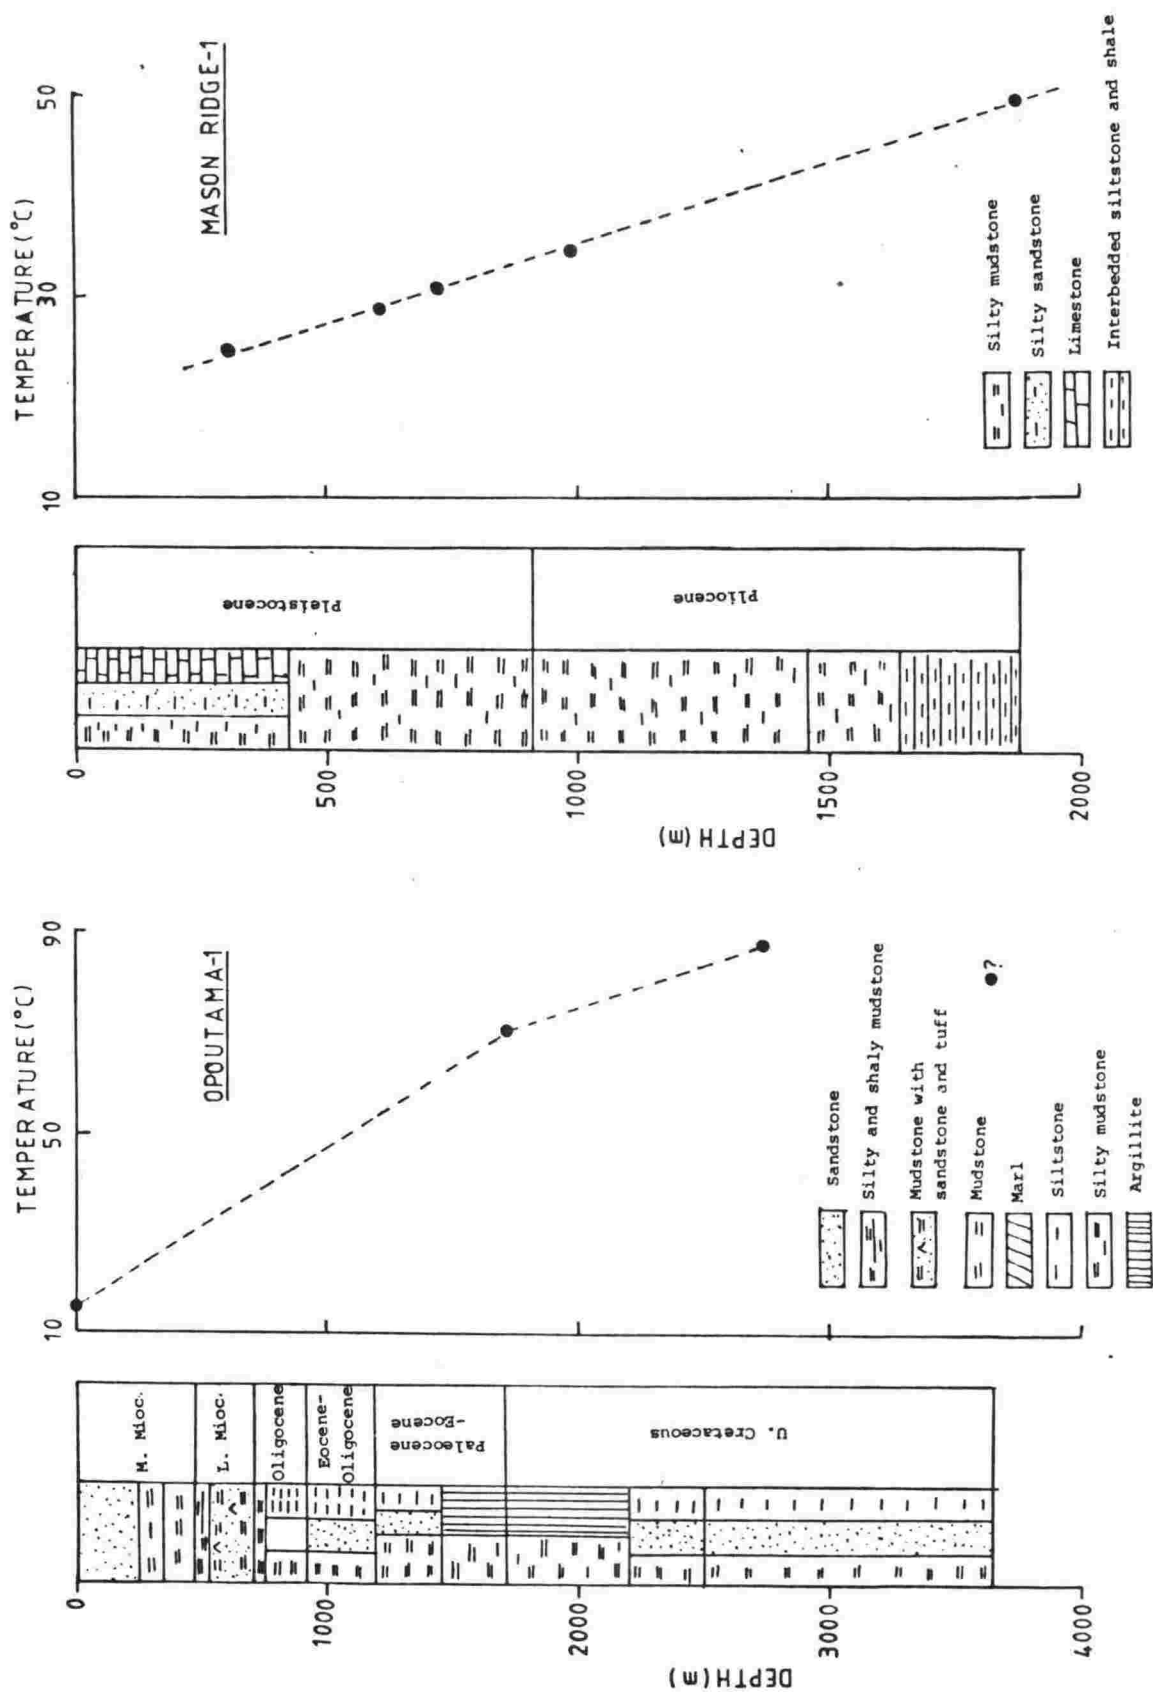 TEMPERATURE (°C)
10 50 90
OPOUTAMA-1
DEPTH (m)
0
1000
2000
3000
4000
M. Mioc.
L. Mioc.
Oligocene
Eocene-
Oligocene
Paleocene
-Eocene
U. Cretaceous
Sandstone
Silty and shaly mudstone
Mudstone with
sandstone and tuff
Mudstone
?
Marl
Siltstone
Silty mudstone
Argillite
TEMPERATURE (°C)
10 30 50
MASON RIDGE-1
DEPTH (m)
0
500
1000
1500
2000
Pleistocene
Pliocene
Silty mudstone
Silty sandstone
Limestone
Interbedded siltstone and shale